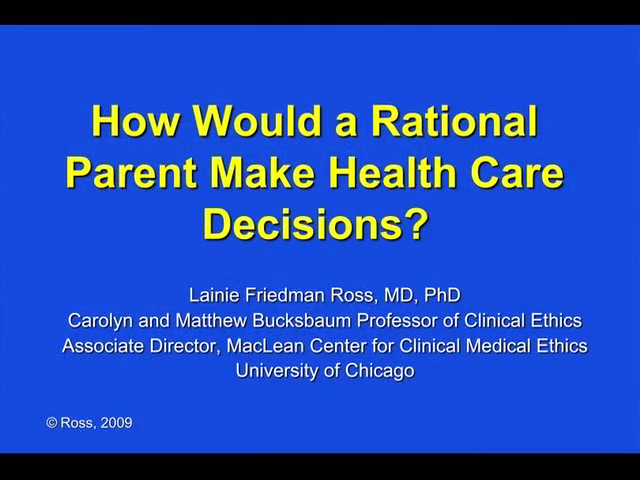 How Would a Rational
Parent Make Health Care
Decisions?
Lainie Friedman Ross, MD, PhD
Carolyn and Matthew Bucksbaum Professor of Clinical Ethics
Associate Director, MacLean Center for Clinical Medical Ethics
University of Chicago
© Ross, 2009